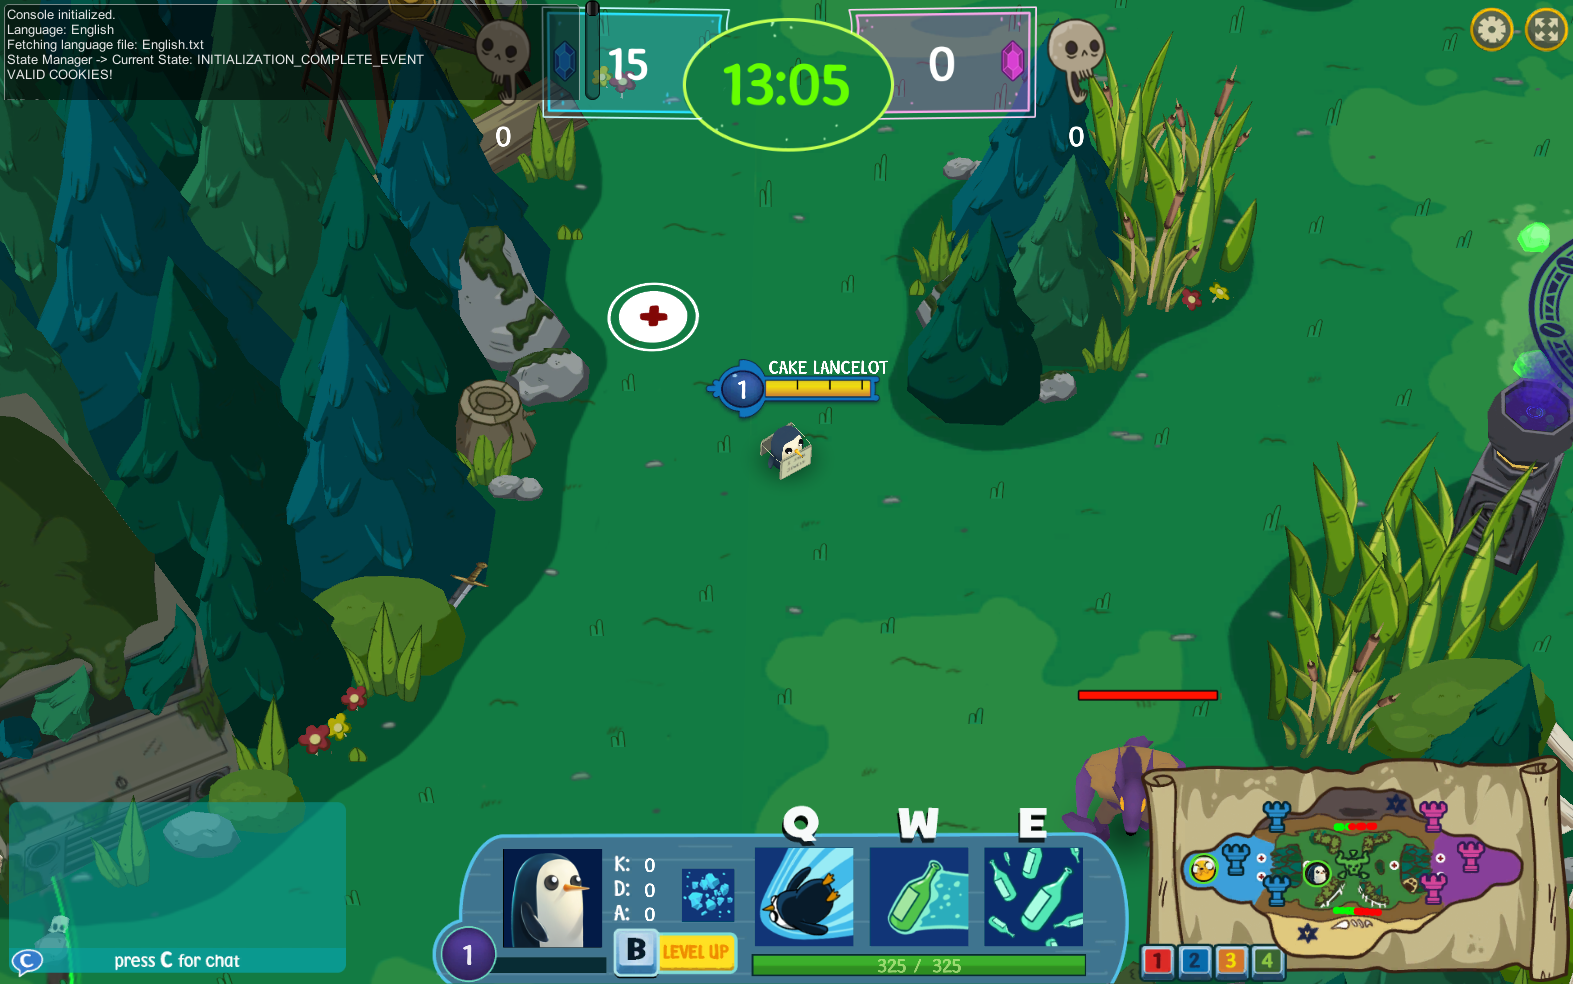 Console initialized.
Language: English
Fetching language file: English.txt
State Manager -> Current State: INITIALIZATION_COMPLETE_EVENT
VALID COOKIES!
15
13:05
0
0
0
CAKE LANCELOT
1
Q
W
E
K: 0
D: 0
A: 0
1
B
LEVEL UP
325 / 325
press C for chat
C
1
2
3
4